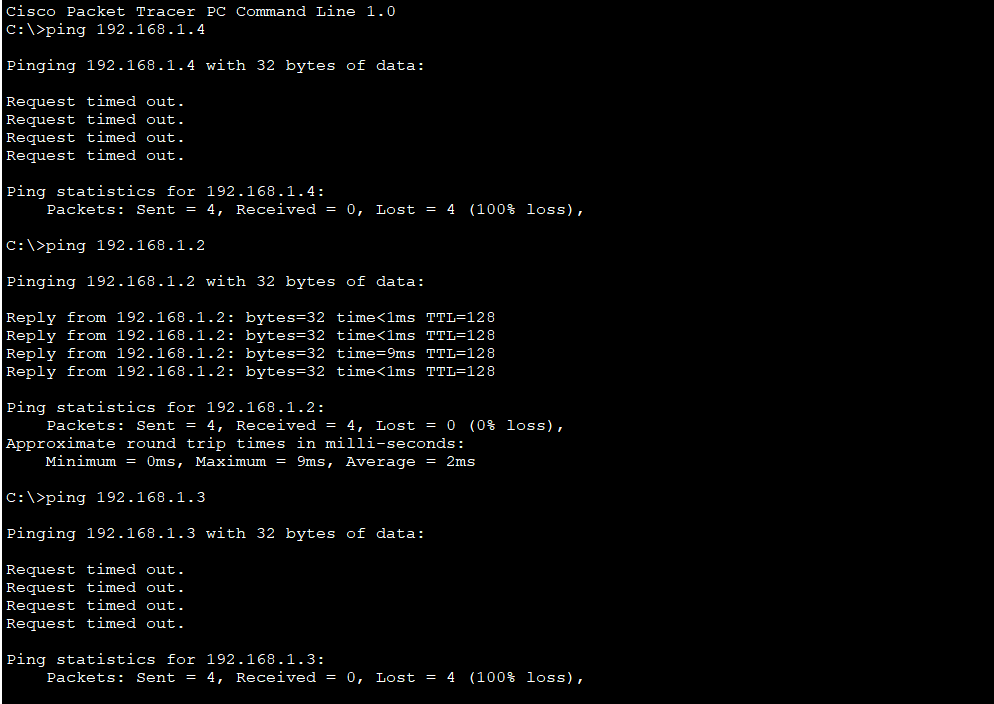 Cisco Packet Tracer PC Command Line 1.0
C:\>ping 192.168.1.4
Pinging 192.168.1.4 with 32 bytes of data:
Request timed out.
Request timed out.
Request timed out.
Request timed out.
Ping statistics for 192.168.1.4:
    Packets: Sent = 4, Received = 0, Lost = 4 (100% loss),
C:\>ping 192.168.1.2
Pinging 192.168.1.2 with 32 bytes of data:
Reply from 192.168.1.2: bytes=32 time<1ms TTL=128
Reply from 192.168.1.2: bytes=32 time<1ms TTL=128
Reply from 192.168.1.2: bytes=32 time=9ms TTL=128
Reply from 192.168.1.2: bytes=32 time<1ms TTL=128
Ping statistics for 192.168.1.2:
    Packets: Sent = 4, Received = 4, Lost = 0 (0% loss),
Approximate round trip times in milli-seconds:
    Minimum = 0ms, Maximum = 9ms, Average = 2ms
C:\>ping 192.168.1.3
Pinging 192.168.1.3 with 32 bytes of data:
Request timed out.
Request timed out.
Request timed out.
Request timed out.
Ping statistics for 192.168.1.3:
    Packets: Sent = 4, Received = 0, Lost = 4 (100% loss),